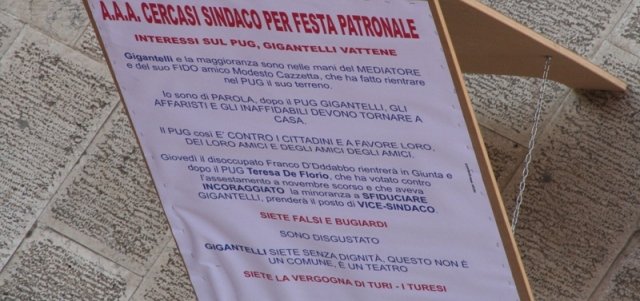 A.A.A. CERCASI SINDACO PER FESTA PATRONALE
INTERESSI SUL PUG, GIGANTELLI VATTENE
Gigantelli e la maggioranza sono nelle mani del MEDIATORE
e del suo FIDO amico Modesto Cazzetta, che ha fatto rientrare
nel PUG il suo terreno.
Io sono di PAROLA, dopo il PUG GIGANTELLI, GLI
AFFARISTI E GLI INAFFIDABILI DEVONO TORNARE A
CASA.
Il PUG così E' CONTRO I CITTADINI E A FAVORE LORO,
DEI LORO AMICI E DEGLI AMICI DEGLI AMICI.
Giovedì il disoccupato Franco D'Oddabbo rientrerà in Giunta e
dopo il PUG Teresa De Florio, che ha votato contro
l'assestamento a novembre scorso e che aveva
INCORAGGIATO la minoranza a SFIDUCIARE
GIGANTELLI, prenderà il posto di VICE-SINDACO.
SIETE FALSI E BUGIARDI
SONO DISGUSTATO
GIGANTELLI SIETE SENZA DIGNITÀ, QUESTO NON È
UN COMUNE, È UN TEATRO
SIETE LA VERGOGNA DI TURI - I TURESI